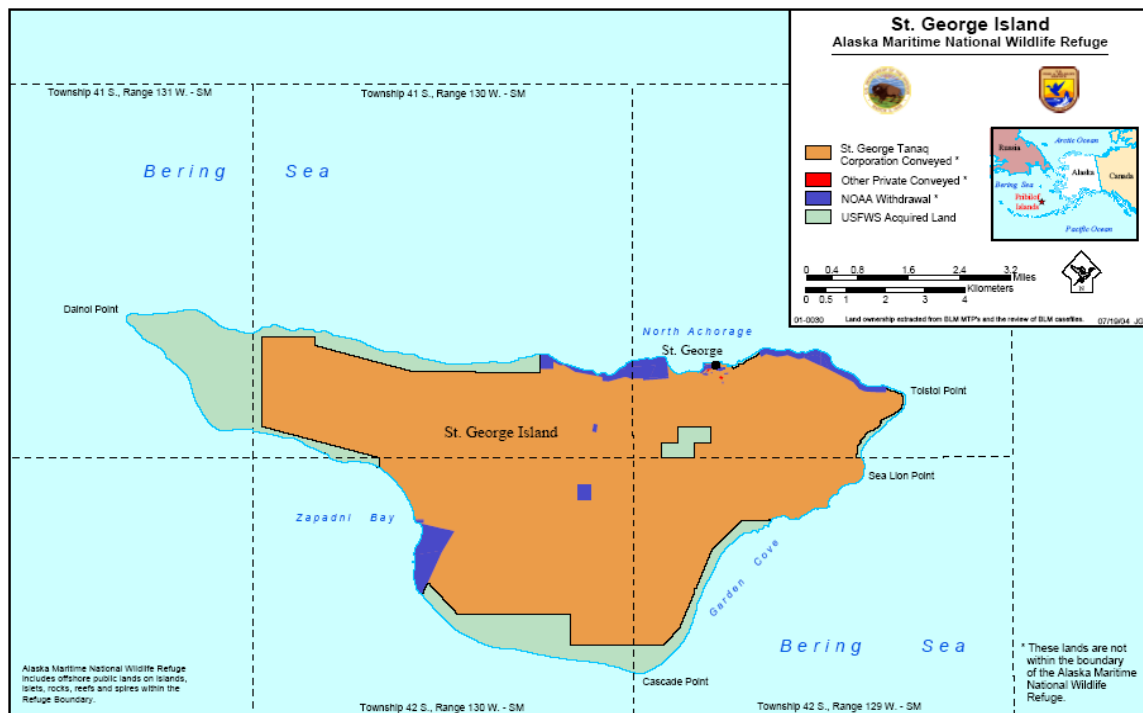 St. George Island
Alaska Maritime National Wildlife Refuge
Township 41 S., Range 131 W. - SM
Township 41 S., Range 130 W. - SM
Bering Sea
St. George Tanaq
Corporation Conveyed *
Other Private Conveyed *
NOAA Withdrawal *
USFWS Acquired Land
Arctic Ocean
Russia
Alaska
Canada
Bering Sea
Pribilof
Islands
Pacific Ocean
0 0.4 0.8 1.6 2.4 3.2
Miles
Kilometers
0 0.5 1 2 3 4
N
01-0030
Land ownership extracted from BLM MTP's and the review of BLM casefiles.
07/19/04 JG
Dalnoi Point
North Achorage
St. George
Tolstoi Point
St. George Island
Sea Lion Point
Zapadni Bay
Garden Cove
Bering Sea
Cascade Point
Alaska Maritime National Wildlife Refuge
includes offshore public lands on islands,
islets, rocks, reefs and spires within the
Refuge Boundary.
* These lands are not
within the boundary
of the Alaska Maritime
National Wildlife
Refuge.
Township 42 S., Range 130 W. - SM
Township 42 S., Range 129 W. - SM